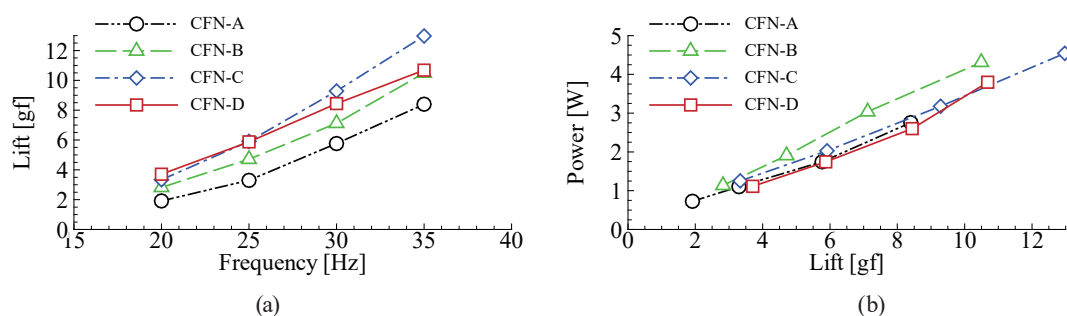 CFN-A
CFN-B
CFN-C
CFN-D
Lift [gf]
12
10
8
6
4
2
0
15 20 25 30 35 40
Frequency [Hz]
(a)
CFN-A
CFN-B
CFN-C
CFN-D
Power [W]
5
4
3
2
1
0
0 2 4 6 8 10 12
Lift [gf]
(b)